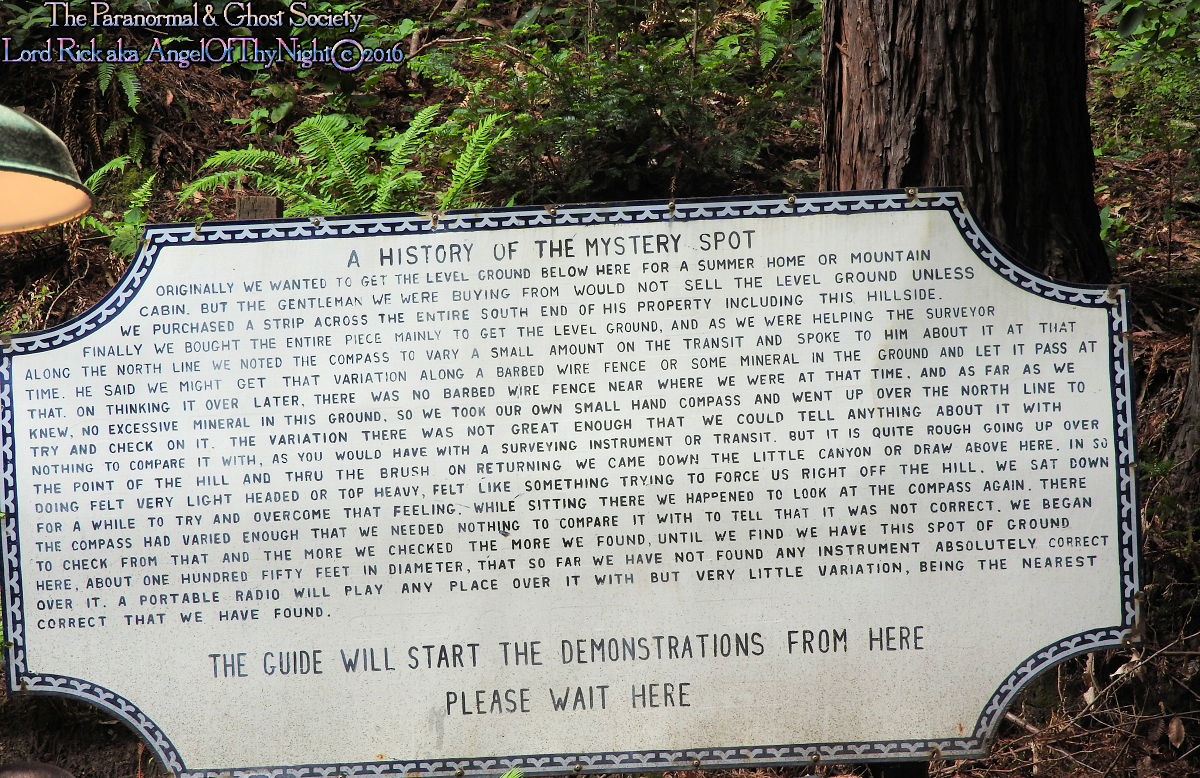 The Paranormal & Ghost Society
Lord Rick aka AngelOfThyNight©2016
A HISTORY OF THE MYSTERY SPOT
ORIGINALLY WE WANTED TO GET THE LEVEL GROUND BELOW HERE FOR A SUMMER HOME OR MOUNTAIN
CABIN. BUT THE GENTLEMAN WE WERE BUYING FROM WOULD NOT SELL THE LEVEL GROUND UNLESS
WE PURCHASED A STRIP ACROSS THE ENTIRE SOUTH END OF HIS PROPERTY INCLUDING THIS HILLSIDE.
FINALLY WE BOUGHT THE ENTIRE PIECE MAINLY TO GET THE LEVEL GROUND, AND AS WE WERE HELPING THE SURVEYOR
ALONG THE NORTH LINE WE NOTED THE COMPASS TO VARY A SMALL AMOUNT ON THE TRANSIT AND SPOKE TO HIM ABOUT IT AT THAT
TIME. HE SAID WE MIGHT GET THAT VARIATION ALONG A BARBED WIRE FENCE OR SOME MINERAL IN THE GROUND AND LET IT PASS AT
THAT. ON THINKING IT OVER LATER, THERE WAS NO BARBED WIRE FENCE NEAR WHERE WE WERE AT THAT TIME, AND AS FAR AS WE
KNEW, NO EXCESSIVE MINERAL IN THIS GROUND, SO WE TOOK OUR OWN SMALL HAND COMPASS AND WENT UP OVER THE NORTH LINE TO
TRY AND CHECK ON IT. THE VARIATION THERE WAS NOT GREAT ENOUGH THAT WE COULD TELL ANYTHING ABOUT IT WITH
NOTHING TO COMPARE IT WITH, AS YOU WOULD HAVE WITH A SURVEYING INSTRUMENT OR TRANSIT. BUT IT IS QUITE ROUGH GOING UP OVER
THE POINT OF THE HILL AND THRU THE BRUSH. ON RETURNING WE CAME DOWN THE LITTLE CANYON OR DRAW ABOVE HERE. IN SO
DOING FELT VERY LIGHT HEADED OR TOP HEAVY, FELT LIKE SOMETHING TRYING TO FORCE US RIGHT OFF THE HILL. WE SAT DOWN
FOR A WHILE TO TRY AND OVERCOME THAT FEELING. WHILE SITTING THERE WE HAPPENED TO LOOK AT THE COMPASS AGAIN. THERE
THE COMPASS HAD VARIED ENOUGH THAT WE NEEDED NOTHING TO COMPARE IT WITH TO TELL THAT IT WAS NOT CORRECT. WE BEGAN
TO CHECK FROM THAT AND THE MORE WE CHECKED THE MORE WE FOUND, UNTIL WE FIND WE HAVE THIS SPOT OF GROUND
HERE, ABOUT ONE HUNDRED FIFTY FEET IN DIAMETER, THAT SO FAR WE HAVE NOT FOUND ANY INSTRUMENT ABSOLUTELY CORRECT
OVER IT. A PORTABLE RADIO WILL PLAY ANY PLACE OVER IT WITH BUT VERY LITTLE VARIATION, BEING THE NEAREST
CORRECT THAT WE HAVE FOUND.
THE GUIDE WILL START THE DEMONSTRATIONS FROM HERE
PLEASE WAIT HERE